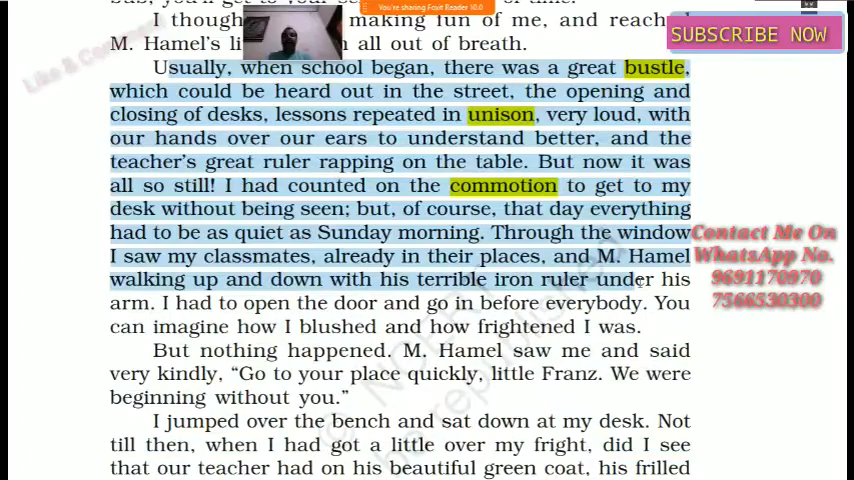 You're sharing Foxit Reader 10.0
I though making fun of me, and reach
M. Hamel's li all out of breath.
SUBSCRIBE NOW
Like & Comment
Usually, when school began, there was a great bustle,
which could be heard out in the street, the opening and
closing of desks, lessons repeated in unison, very loud, with
our hands over our ears to understand better, and the
teacher's great ruler rapping on the table. But now it was
all so still! I had counted on the commotion to get to my
desk without being seen; but, of course, that day everything
had to be as quiet as Sunday morning. Through the window
I saw my classmates, already in their places, and M. Hamel
walking up and down with his terrible iron ruler under his
arm. I had to open the door and go in before everybody. You
can imagine how I blushed and how frightened I was.
Contact Me On
WhatsApp No.
9691170970
7566530300
But nothing happened. M. Hamel saw me and said
very kindly, “Go to your place quickly, little Franz. We were
beginning without you.”
I jumped over the bench and sat down at my desk. Not
till then, when I had got a little over my fright, did I see
that our teacher had on his beautiful green coat, his frilled
© NCERT
be republished